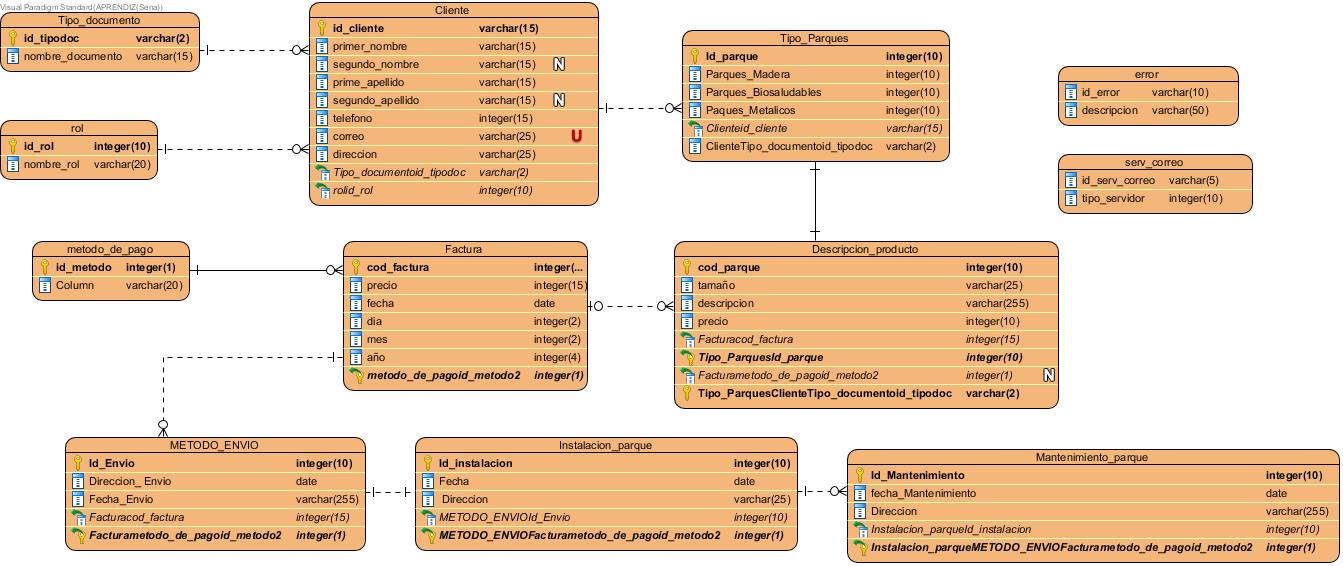 Visual Paradigm Standard(APRENDIZ(Sena))
Tipo_documento
id_tipodoc varchar(2)
nombre_documento varchar(15)
rol
id_rol integer(10)
nombre_rol varchar(20)
Cliente
id_cliente varchar(15)
primer_nombre varchar(15)
segundo_nombre varchar(15) N
prime_apellido varchar(15)
segundo_apellido varchar(15) N
telefono integer(15)
correo varchar(25) U
direccion varchar(25)
Tipo_documentoid_tipodoc varchar(2)
rolid_rol integer(10)
Tipo_Parques
Id_parque integer(10)
Parques_Madera integer(10)
Parques_Biosaludables integer(10)
Paques_Metalicos integer(10)
Clienteid_cliente varchar(15)
ClienteTipo_documentoid_tipodoc varchar(2)
error
id_error varchar(10)
descripcion varchar(50)
serv_correo
id_serv_correo varchar(5)
tipo_servidor integer(10)
metodo_de_pago
id_metodo integer(1)
Column varchar(20)
Factura
cod_factura integer(...
precio integer(15)
fecha date
dia integer(2)
mes integer(2)
año integer(4)
metodo_de_pagoid_metodo2 integer(1)
Descripcion_producto
cod_parque integer(10)
tamaño varchar(25)
descripcion varchar(255)
precio integer(10)
Facturacod_factura integer(15)
Tipo_ParquesId_parque integer(10)
Facturametodo_de_pagoid_metodo2 integer(1) N
Tipo_ParquesClienteTipo_documentoid_tipodoc varchar(2)
METODO_ENVIO
Id_Envio integer(10)
Direccion_ Envio date
Fecha_Envio varchar(255)
Facturacod_factura integer(15)
Facturametodo_de_pagoid_metodo2 integer(1)
Instalacion_parque
Id_instalacion integer(10)
Fecha date
Direccion varchar(25)
METODO_ENVIOId_Envio integer(10)
METODO_ENVIOFacturametodo_de_pagoid_metodo2 integer(1)
Mantenimiento_parque
Id_Mantenimiento integer(10)
fecha_Mantenimiento date
Direccion varchar(255)
Instalacion_parqueId_instalacion integer(10)
Instalacion_parqueMETODO_ENVIOFacturametodo_de_pagoid_metodo2 integer(1)